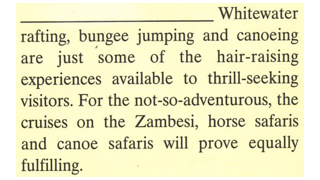 ____________________ Whitewater
rafting, bungee jumping and canoeing
are just some of the hair-raising
experiences available to thrill-seeking
visitors. For the not-so-adventurous, the
cruises on the Zambesi, horse safaris
and canoe safaris will prove equally
fulfilling.